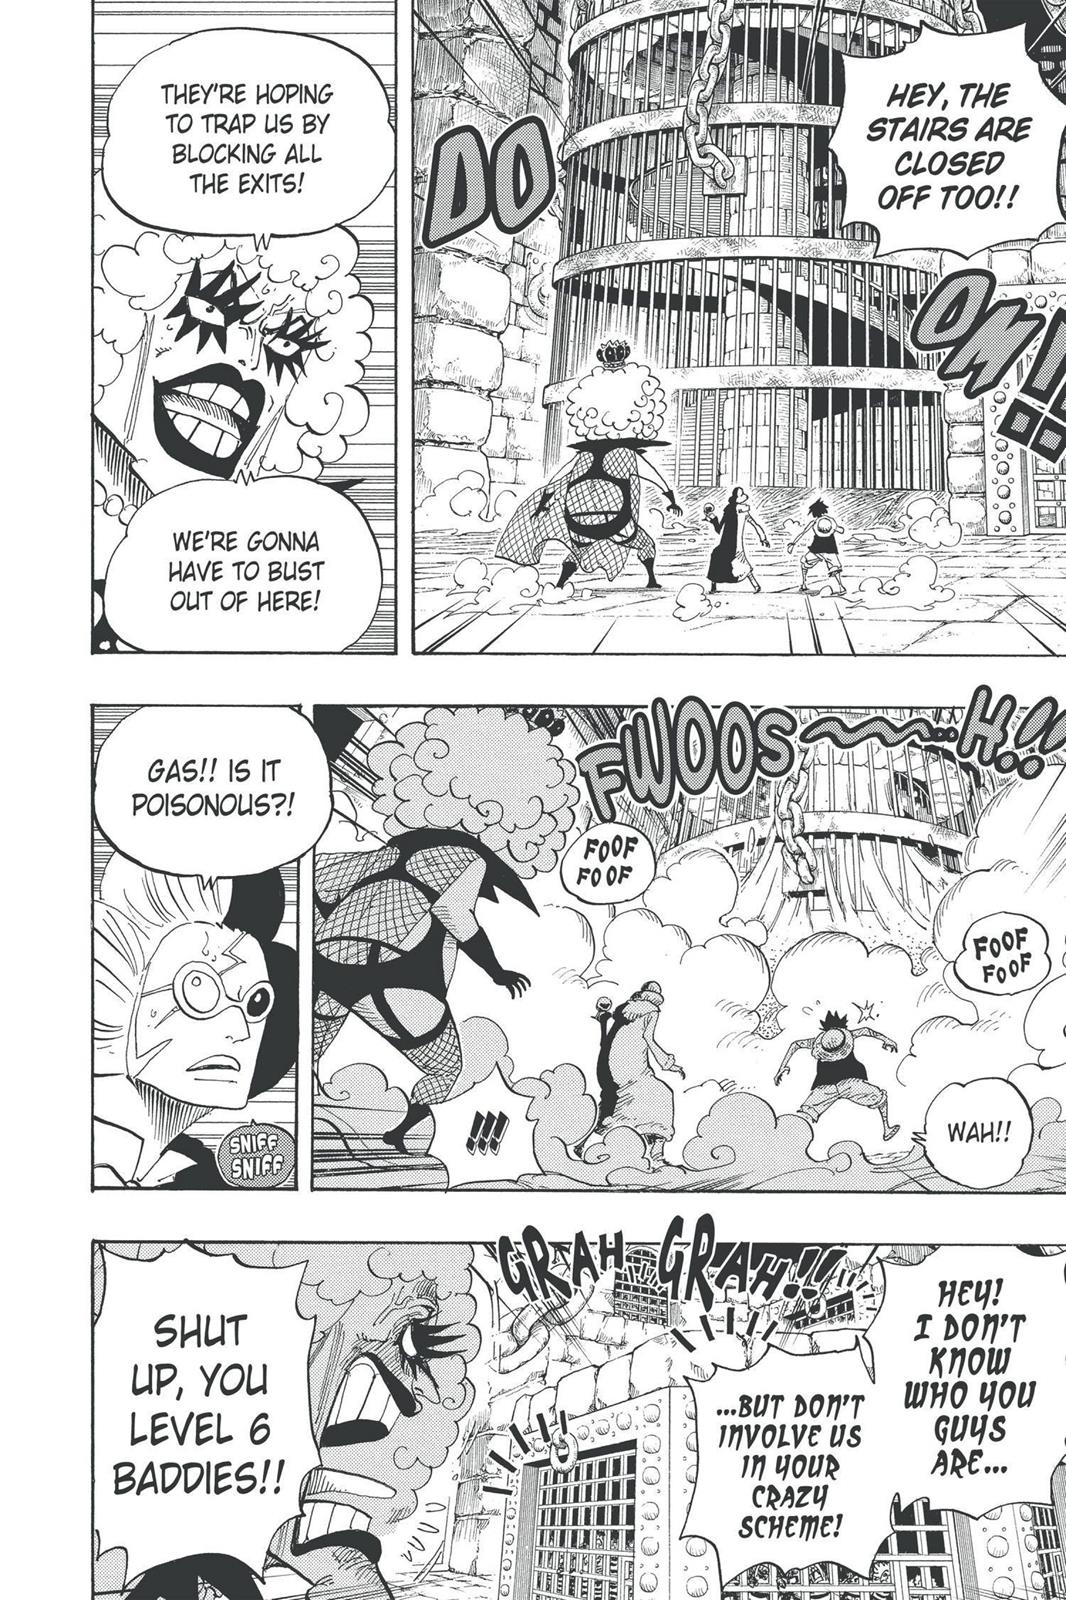 HEY, THE
STAIRS ARE
CLOSED
OFF TOO!!
DO
OM!!
THEY'RE HOPING
TO TRAP US BY
BLOCKING ALL
THE EXITS!
WE'RE GONNA
HAVE TO BUST
OUT OF HERE!
FWOOS~~~...H..!!
FOOF
FOOF
FOOF
FOOF
WAH!!
!!!
GAS!! IS IT
POISONOUS?!
SNIFF
SNIFF
HEY!
I DON'T
KNOW
WHO YOU
GUYS
ARE...
...BUT DON'T
INVOLVE US
IN YOUR
CRAZY
SCHEME!
GRAH GRAH!!
SHUT
UP, YOU
LEVEL 6
BADDIES!!